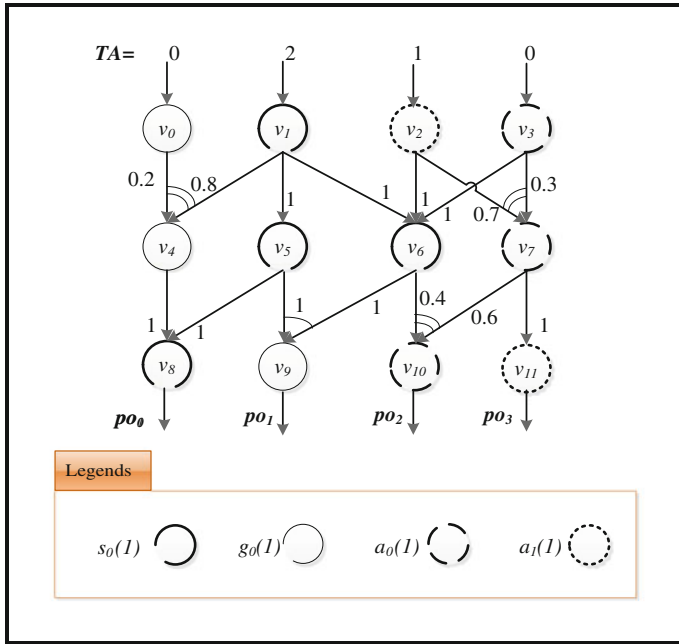 TA= 0 2 1 0
v0 v1 v2 v3
0.2 0.8 1 1 1 1 0.7 0.3
v4 v5 v6 v7
1 1 1 1 0.4 0.6 1
v8 v9 v10 v11
po0 po1 po2 po3
Legends
s0(1) g0(1) a0(1) a1(1)